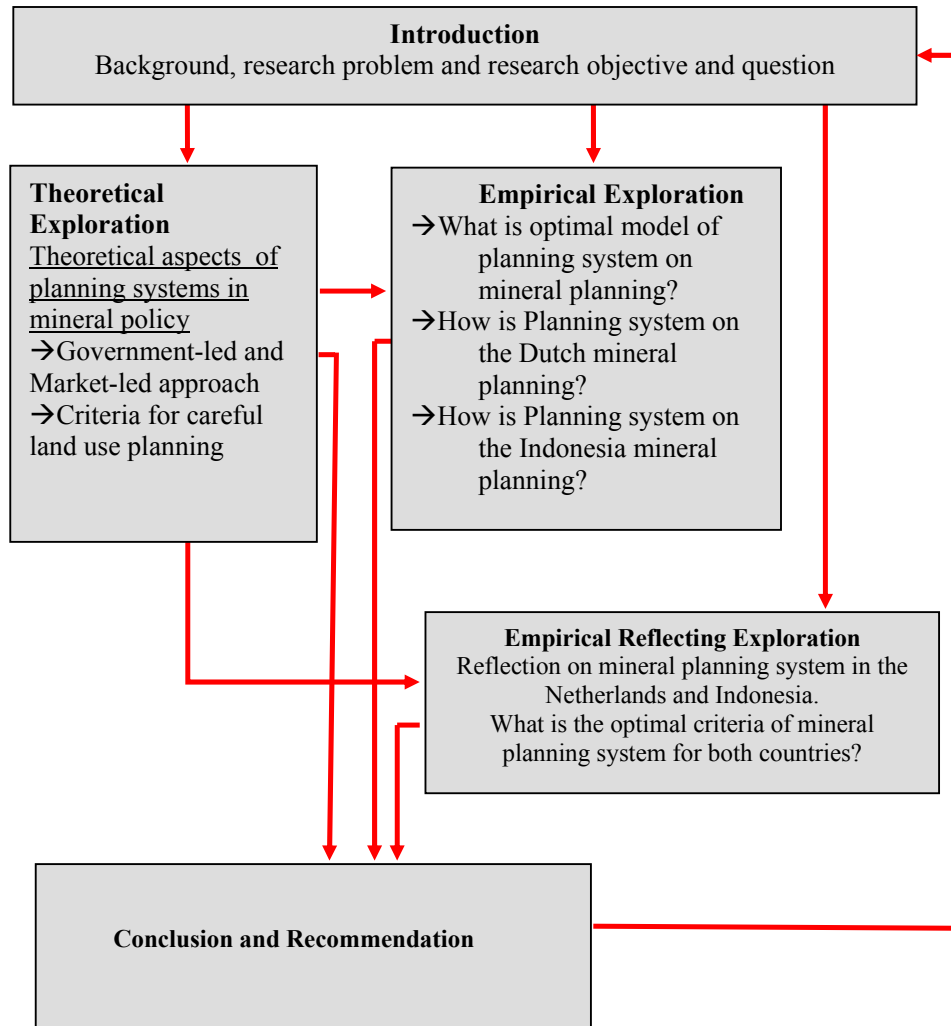 Introduction
Background, research problem and research objective and question
Theoretical
Exploration
Theoretical aspects of
planning systems in
mineral policy
→Government-led and
Market-led approach
→Criteria for careful
land use planning
Empirical Exploration
→What is optimal model of
planning system on
mineral planning?
→How is Planning system on
the Dutch mineral
planning?
→How is Planning system on
the Indonesia mineral
planning?
Empirical Reflecting Exploration
Reflection on mineral planning system in the
Netherlands and Indonesia.
What is the optimal criteria of mineral
planning system for both countries?
Conclusion and Recommendation